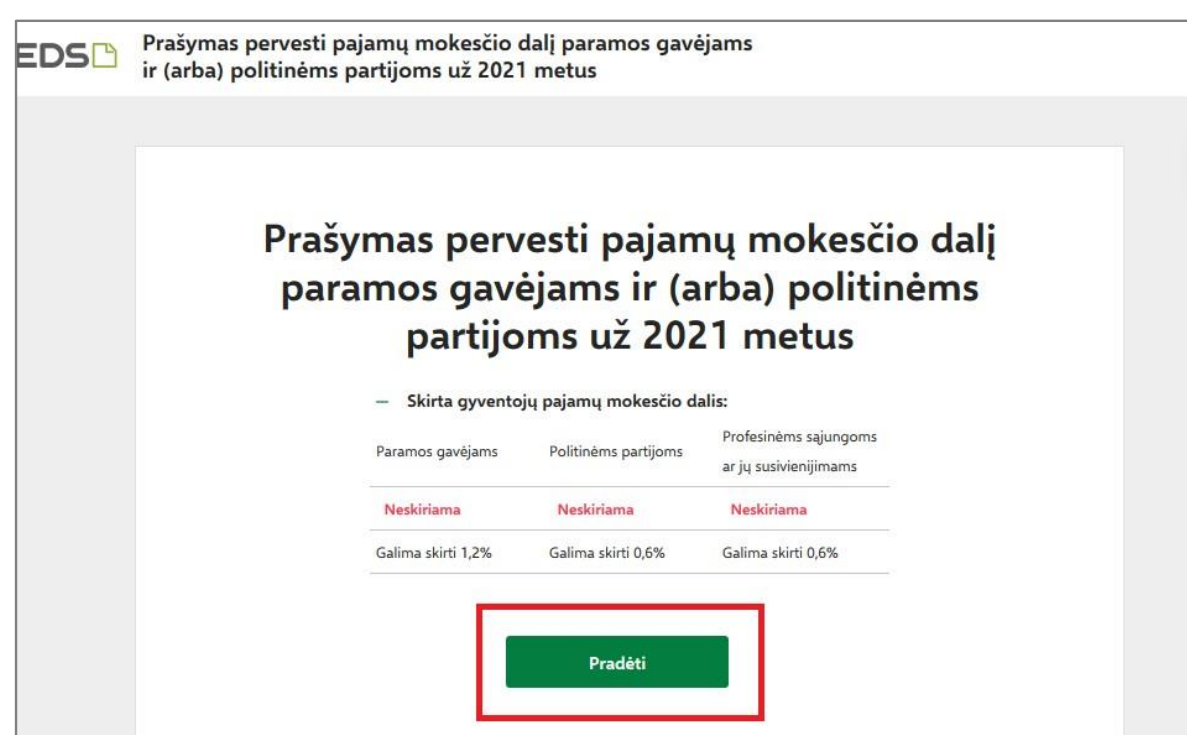 EDS
Prašymas pervesti pajamų mokesčio dalį paramos gavėjams
ir (arba) politinėms partijoms už 2021 metus
Prašymas pervesti pajamų mokesčio dalį
paramos gavėjams ir (arba) politinėms
partijoms už 2021 metus
– Skirta gyventojų pajamų mokesčio dalis:
Paramos gavėjams Politinėms partijoms Profesinėms sąjungoms
ar jų susivienijimams
Neskiriama Neskiriama Neskiriama
Galima skirti 1,2% Galima skirti 0,6% Galima skirti 0,6%
Pradėti